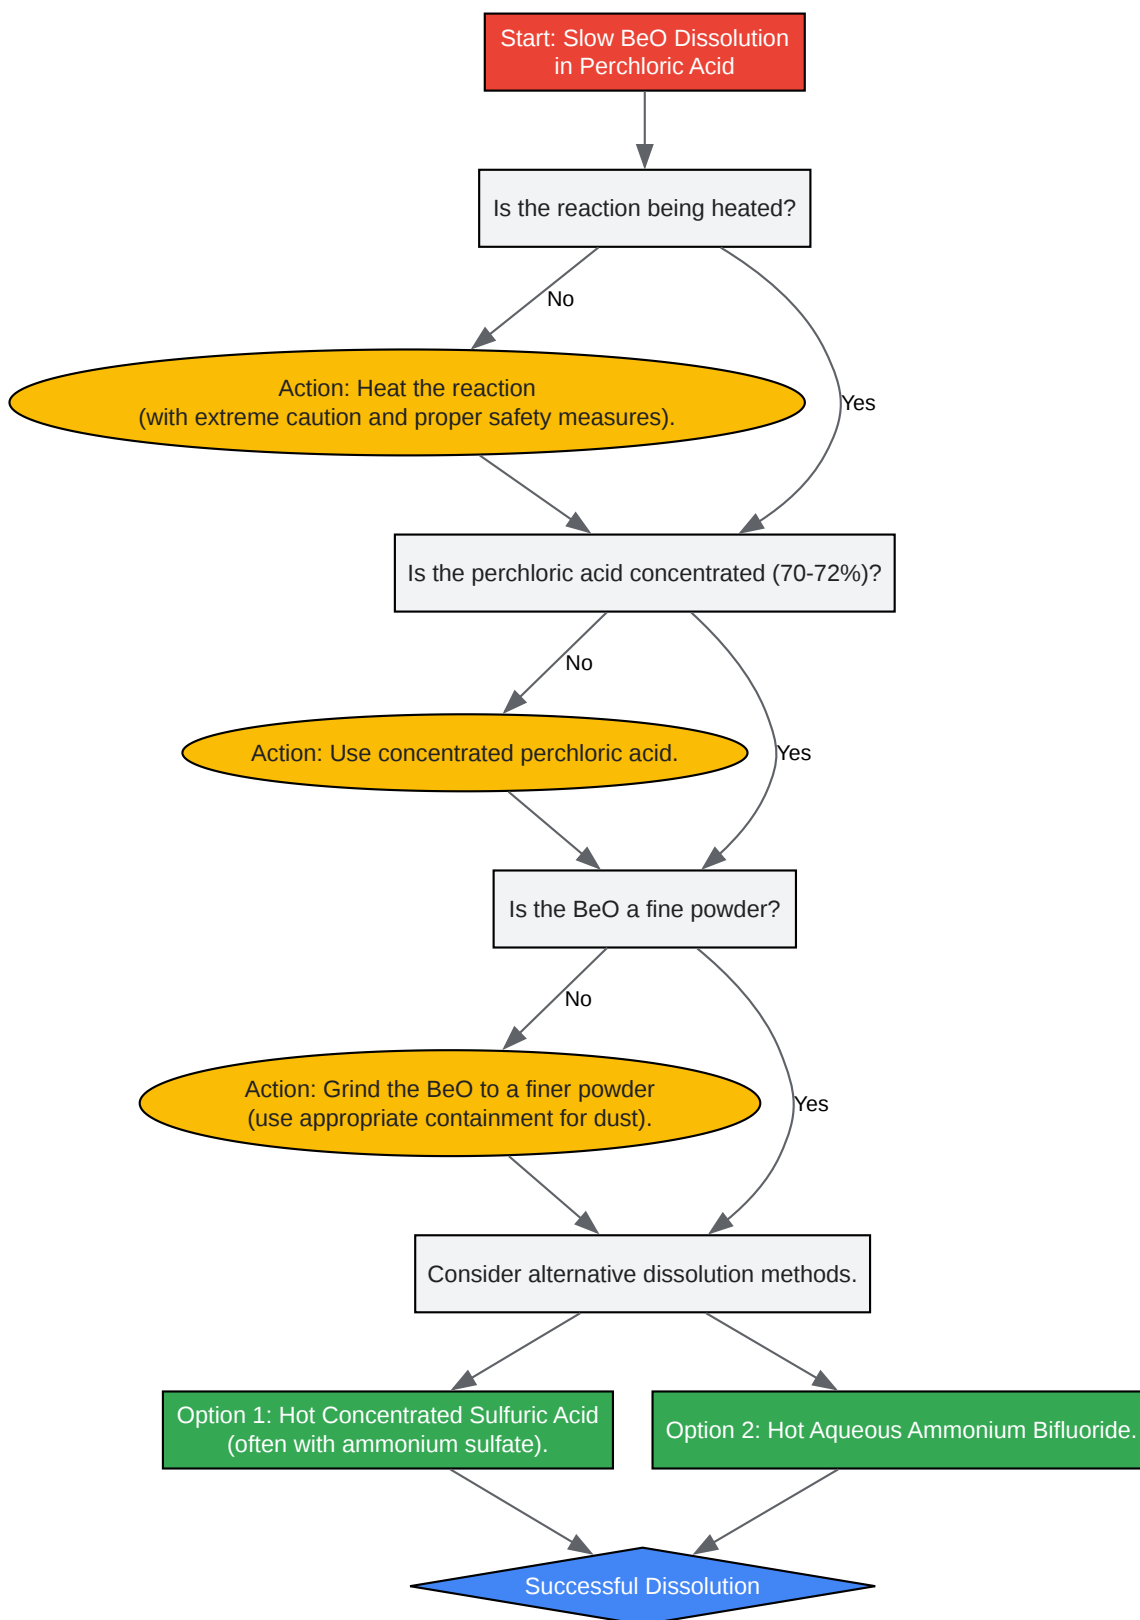 Start: Slow BeO Dissolution
in Perchloric Acid
Is the reaction being heated?
No
Action: Heat the reaction
(with extreme caution and proper safety measures).
Yes
Is the perchloric acid concentrated (70-72%)?
No
Action: Use concentrated perchloric acid.
Yes
Is the BeO a fine powder?
No
Action: Grind the BeO to a finer powder
(use appropriate containment for dust).
Yes
Consider alternative dissolution methods.
Option 1: Hot Concentrated Sulfuric Acid
(often with ammonium sulfate).
Option 2: Hot Aqueous Ammonium Bifluoride.
Successful Dissolution